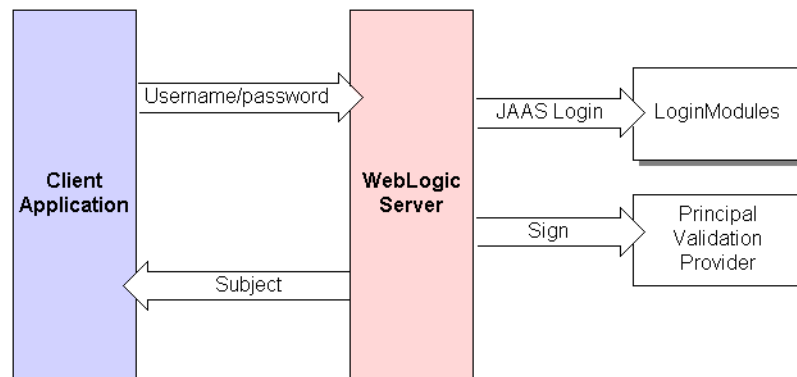 Username/password
JAAS Login
LoginModules
Client
Application
WebLogic
Server
Sign
Principal
Validation
Provider
Subject